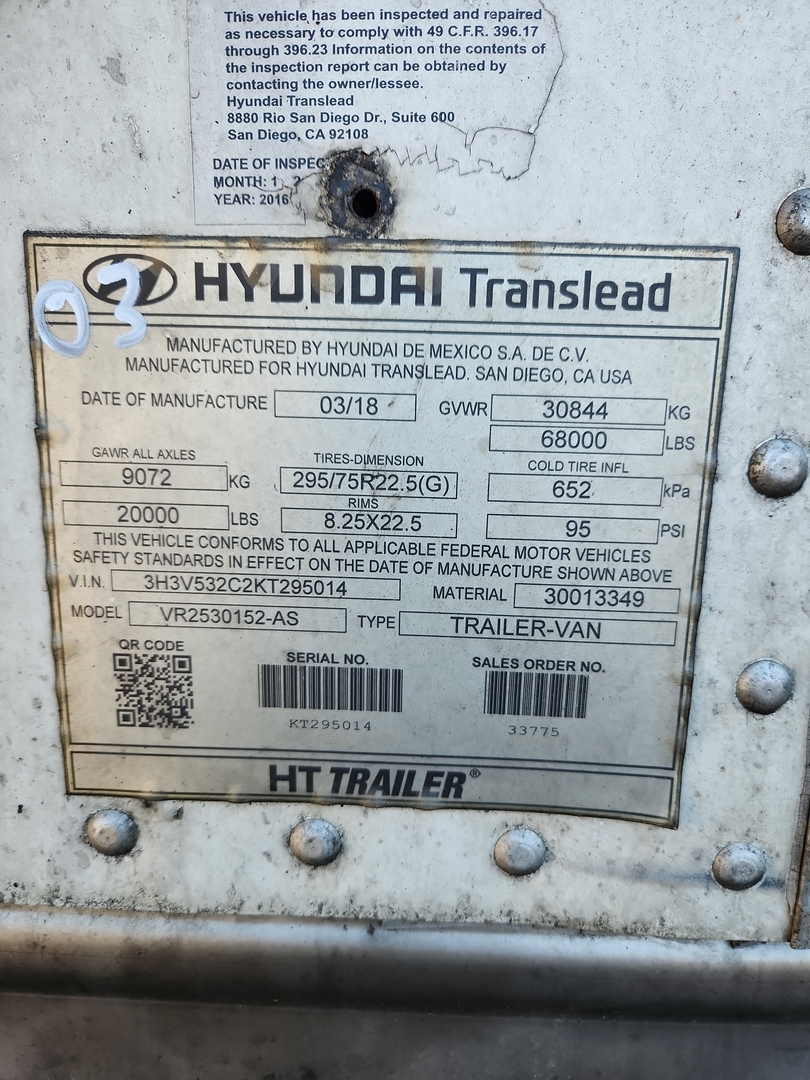 This vehicle has been inspected and repaired
as necessary to comply with 49 C.F.R. 396.17
through 396.23 Information on the contents of
the inspection report can be obtained by
contacting the owner/lessee.
Hyundai Translead
8880 Rio San Diego Dr., Suite 600
San Diego, CA 92108
DATE OF INSPEC
MONTH: 1 2
YEAR: 2016
03
HYUNDAI Translead
MANUFACTURED BY HYUNDAI DE MEXICO S.A. DE C.V.
MANUFACTURED FOR HYUNDAI TRANSLEAD. SAN DIEGO, CA USA
DATE OF MANUFACTURE 03/18 GVWR 30844 KG
68000 LBS
GAWR ALL AXLES TIRES-DIMENSION COLD TIRE INFL
9072 KG 295/75R22.5(G) 652 kPa
RIMS
20000 LBS 8.25X22.5 95 PSI
THIS VEHICLE CONFORMS TO ALL APPLICABLE FEDERAL MOTOR VEHICLES
SAFETY STANDARDS IN EFFECT ON THE DATE OF MANUFACTURE SHOWN ABOVE
V.I.N. 3H3V532C2KT295014 MATERIAL 30013349
MODEL VR2530152-AS TYPE TRAILER-VAN
QR CODE SERIAL NO. SALES ORDER NO.
KT295014 33775
HT TRAILER®